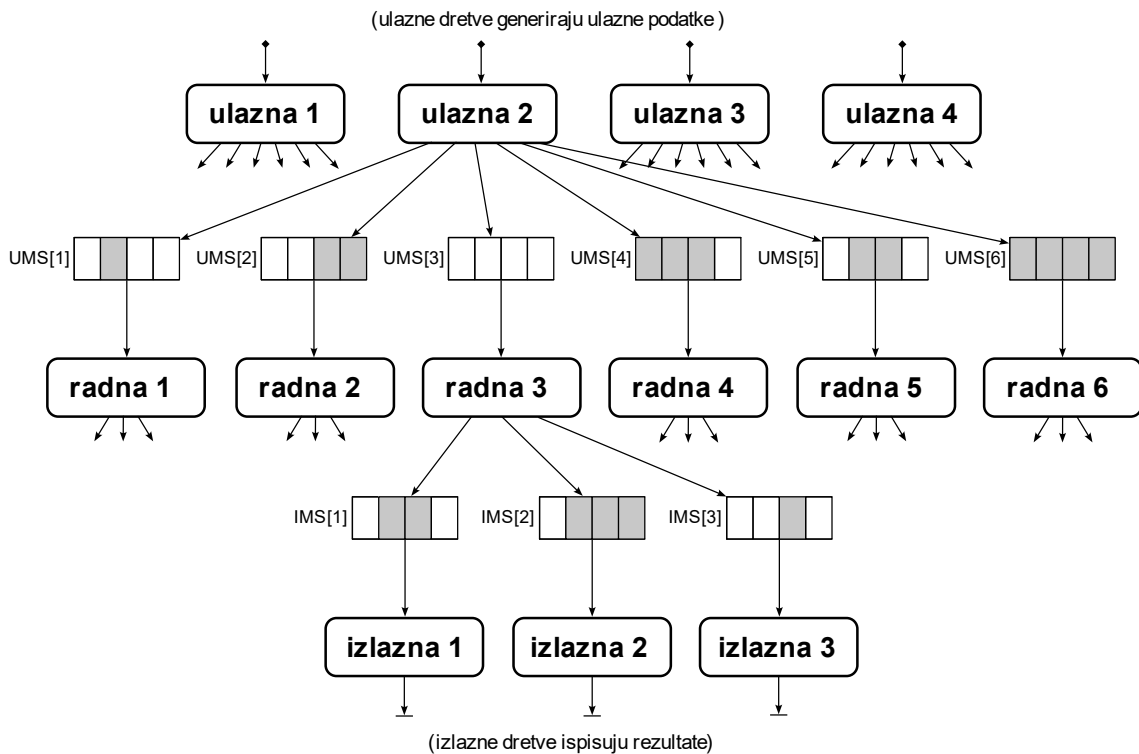 (ulazne dretve generiraju ulazne podatke )
ulazna 1 ulazna 2 ulazna 3 ulazna 4
UMS[1] UMS[2] UMS[3] UMS[4] UMS[5] UMS[6]
radna 1 radna 2 radna 3 radna 4 radna 5 radna 6
IMS[1] IMS[2] IMS[3]
izlazna 1 izlazna 2 izlazna 3
(izlazne dretve ispisuju rezultate)